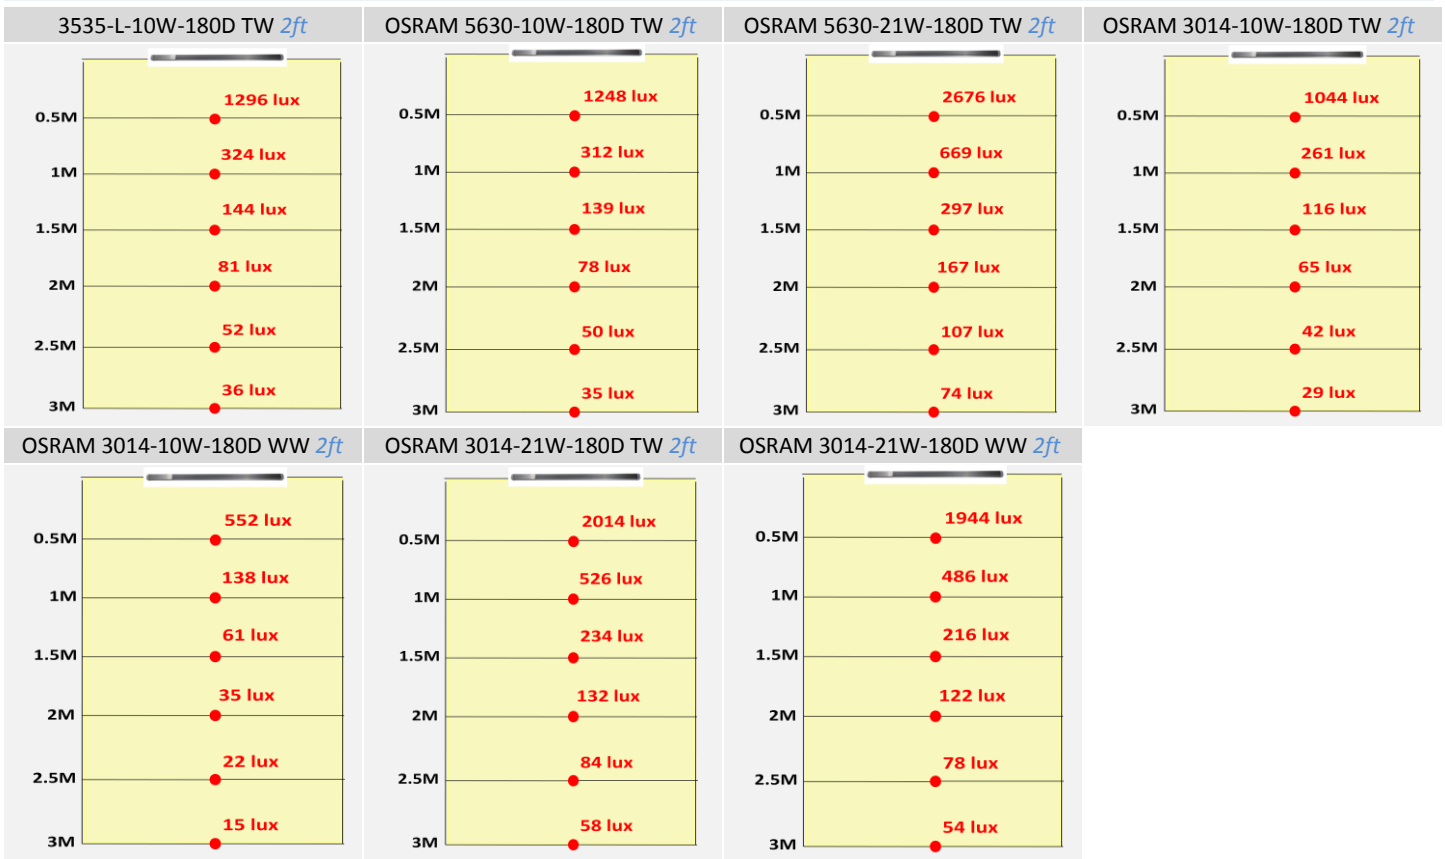 3535-L-10W-180D TW 2ft
0.5M 1296 lux
1M 324 lux
1.5M 144 lux
2M 81 lux
2.5M 52 lux
3M 36 lux
OSRAM 5630-10W-180D TW 2ft
0.5M 1248 lux
1M 312 lux
1.5M 139 lux
2M 78 lux
2.5M 50 lux
3M 35 lux
OSRAM 5630-21W-180D TW 2ft
0.5M 2676 lux
1M 669 lux
1.5M 297 lux
2M 167 lux
2.5M 107 lux
3M 74 lux
OSRAM 3014-10W-180D TW 2ft
0.5M 1044 lux
1M 261 lux
1.5M 116 lux
2M 65 lux
2.5M 42 lux
3M 29 lux
OSRAM 3014-10W-180D WW 2ft
0.5M 552 lux
1M 138 lux
1.5M 61 lux
2M 35 lux
2.5M 22 lux
3M 15 lux
OSRAM 3014-21W-180D TW 2ft
0.5M 2014 lux
1M 526 lux
1.5M 234 lux
2M 132 lux
2.5M 84 lux
3M 58 lux
OSRAM 3014-21W-180D WW 2ft
0.5M 1944 lux
1M 486 lux
1.5M 216 lux
2M 122 lux
2.5M 78 lux
3M 54 lux